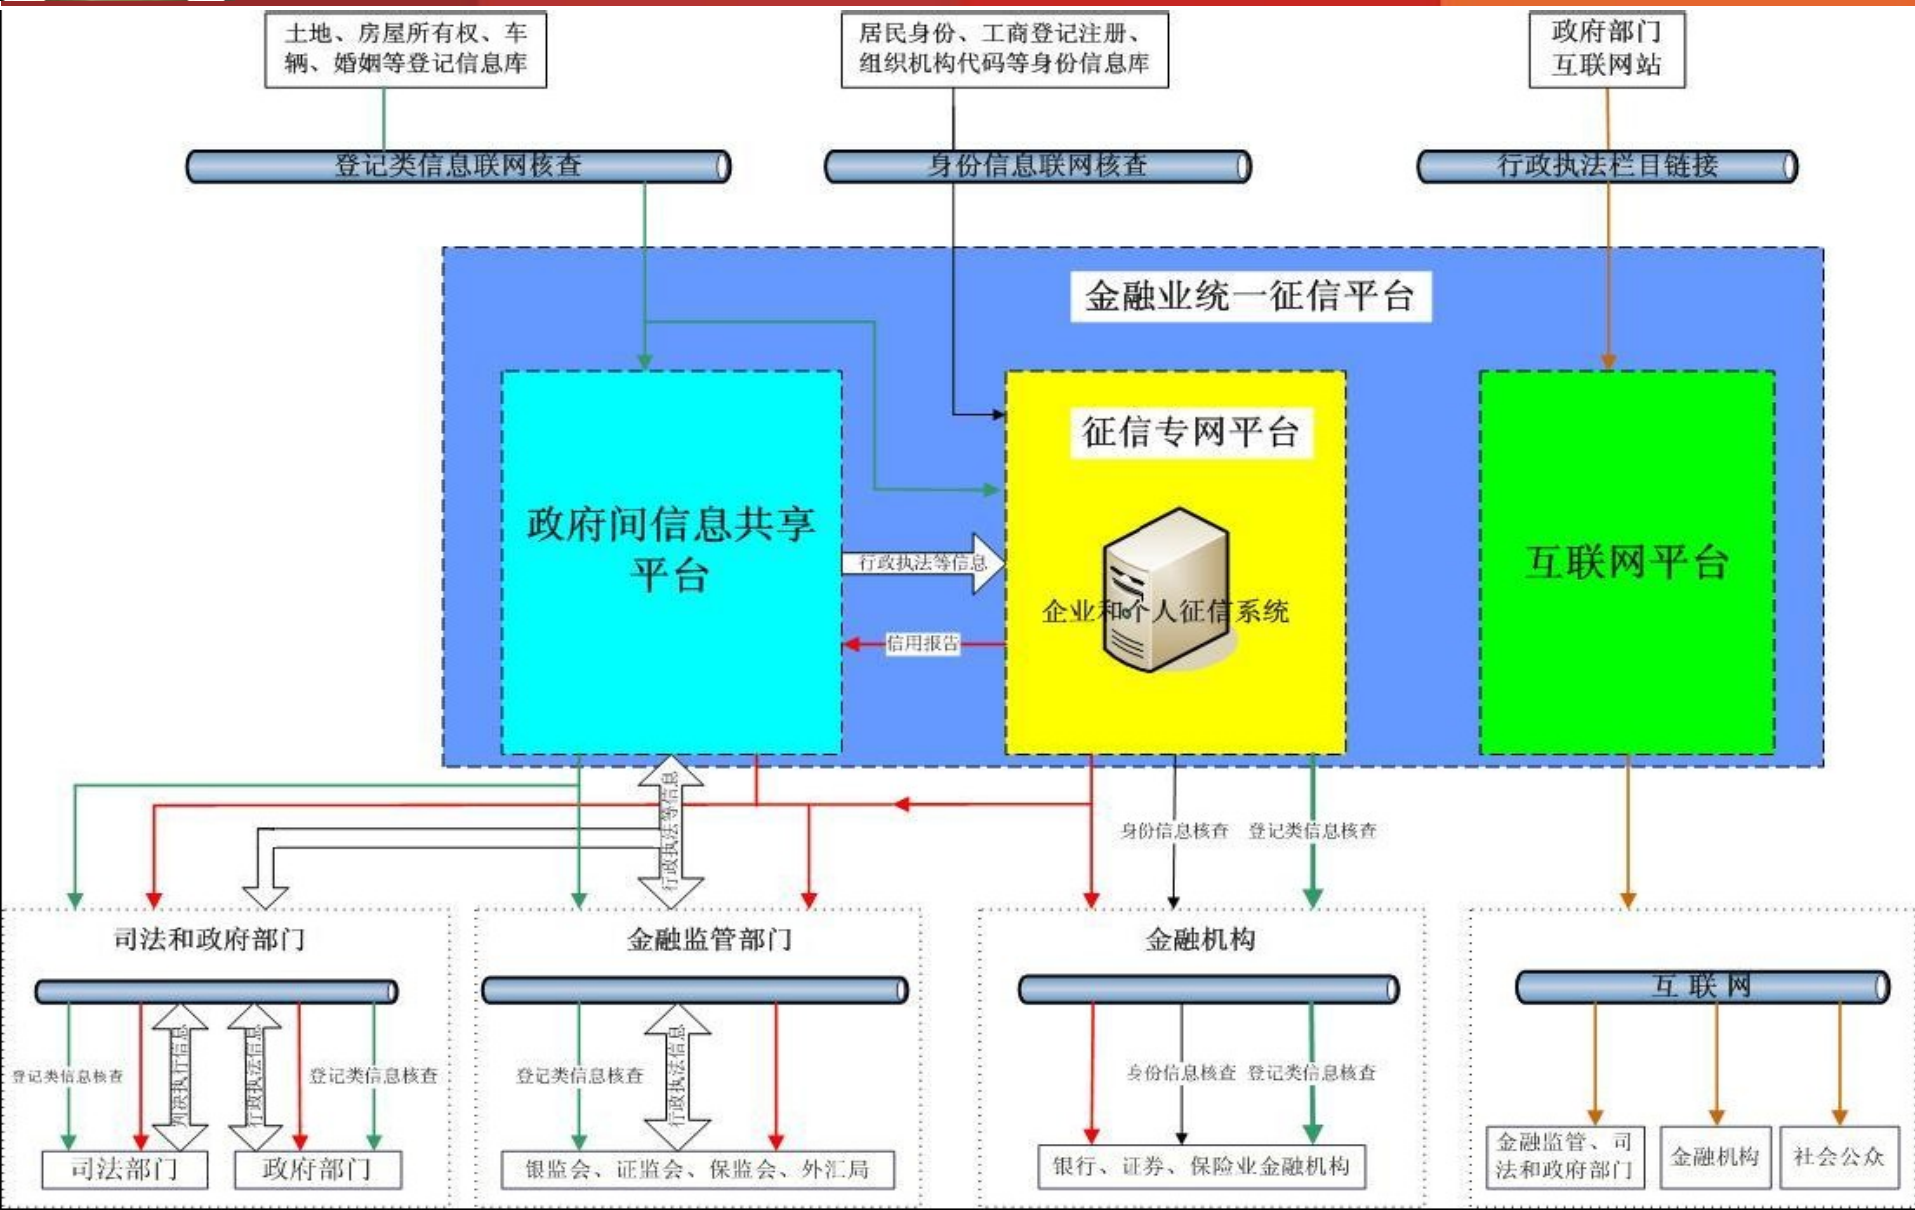 土地、房屋所有权、车
辆、婚姻等登记信息库
居民身份、工商登记注册、
组织机构代码等身份信息库
政府部门
互联网站
登记类信息联网核查
身份信息联网核查
行政执法栏目链接
金融业统一征信平台
政府间信息共享
平台
征信专网平台
企业和个人征信系统
互联网平台
行政执法等信息
信用报告
行政执法等信息
身份信息核查
登记类信息核查
司法和政府部门
金融监管部门
金融机构
互 联 网
登记类信息核查
判决执行信息
行政执法信息
登记类信息核查
登记类信息核查
行政执法信息
身份信息核查
登记类信息核查
司法部门
政府部门
银监会、证监会、保监会、外汇局
银行、证券、保险业金融机构
金融监管、司
法和政府部门
金融机构
社会公众